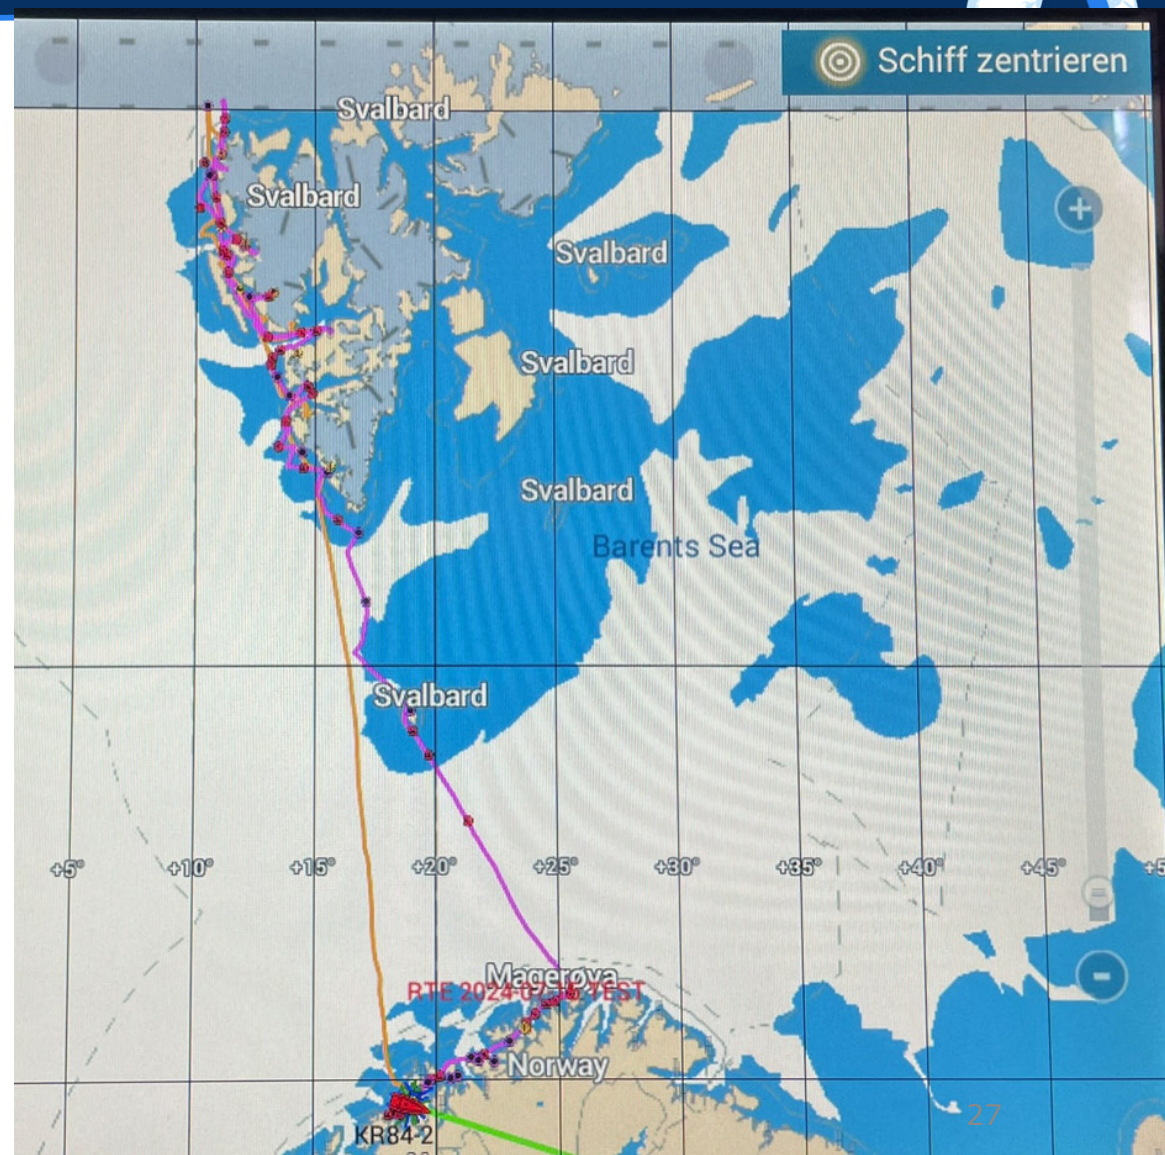 Schiff zentrieren
Svalbard
Svalbard
Svalbard
Svalbard
Svalbard
Barents Sea
Svalbard
+5° +10° +15° +20° +25° +30° +35° +40° +45°
Magerøya
RTE 2024-07- TEST
Norway
27
KR84-2